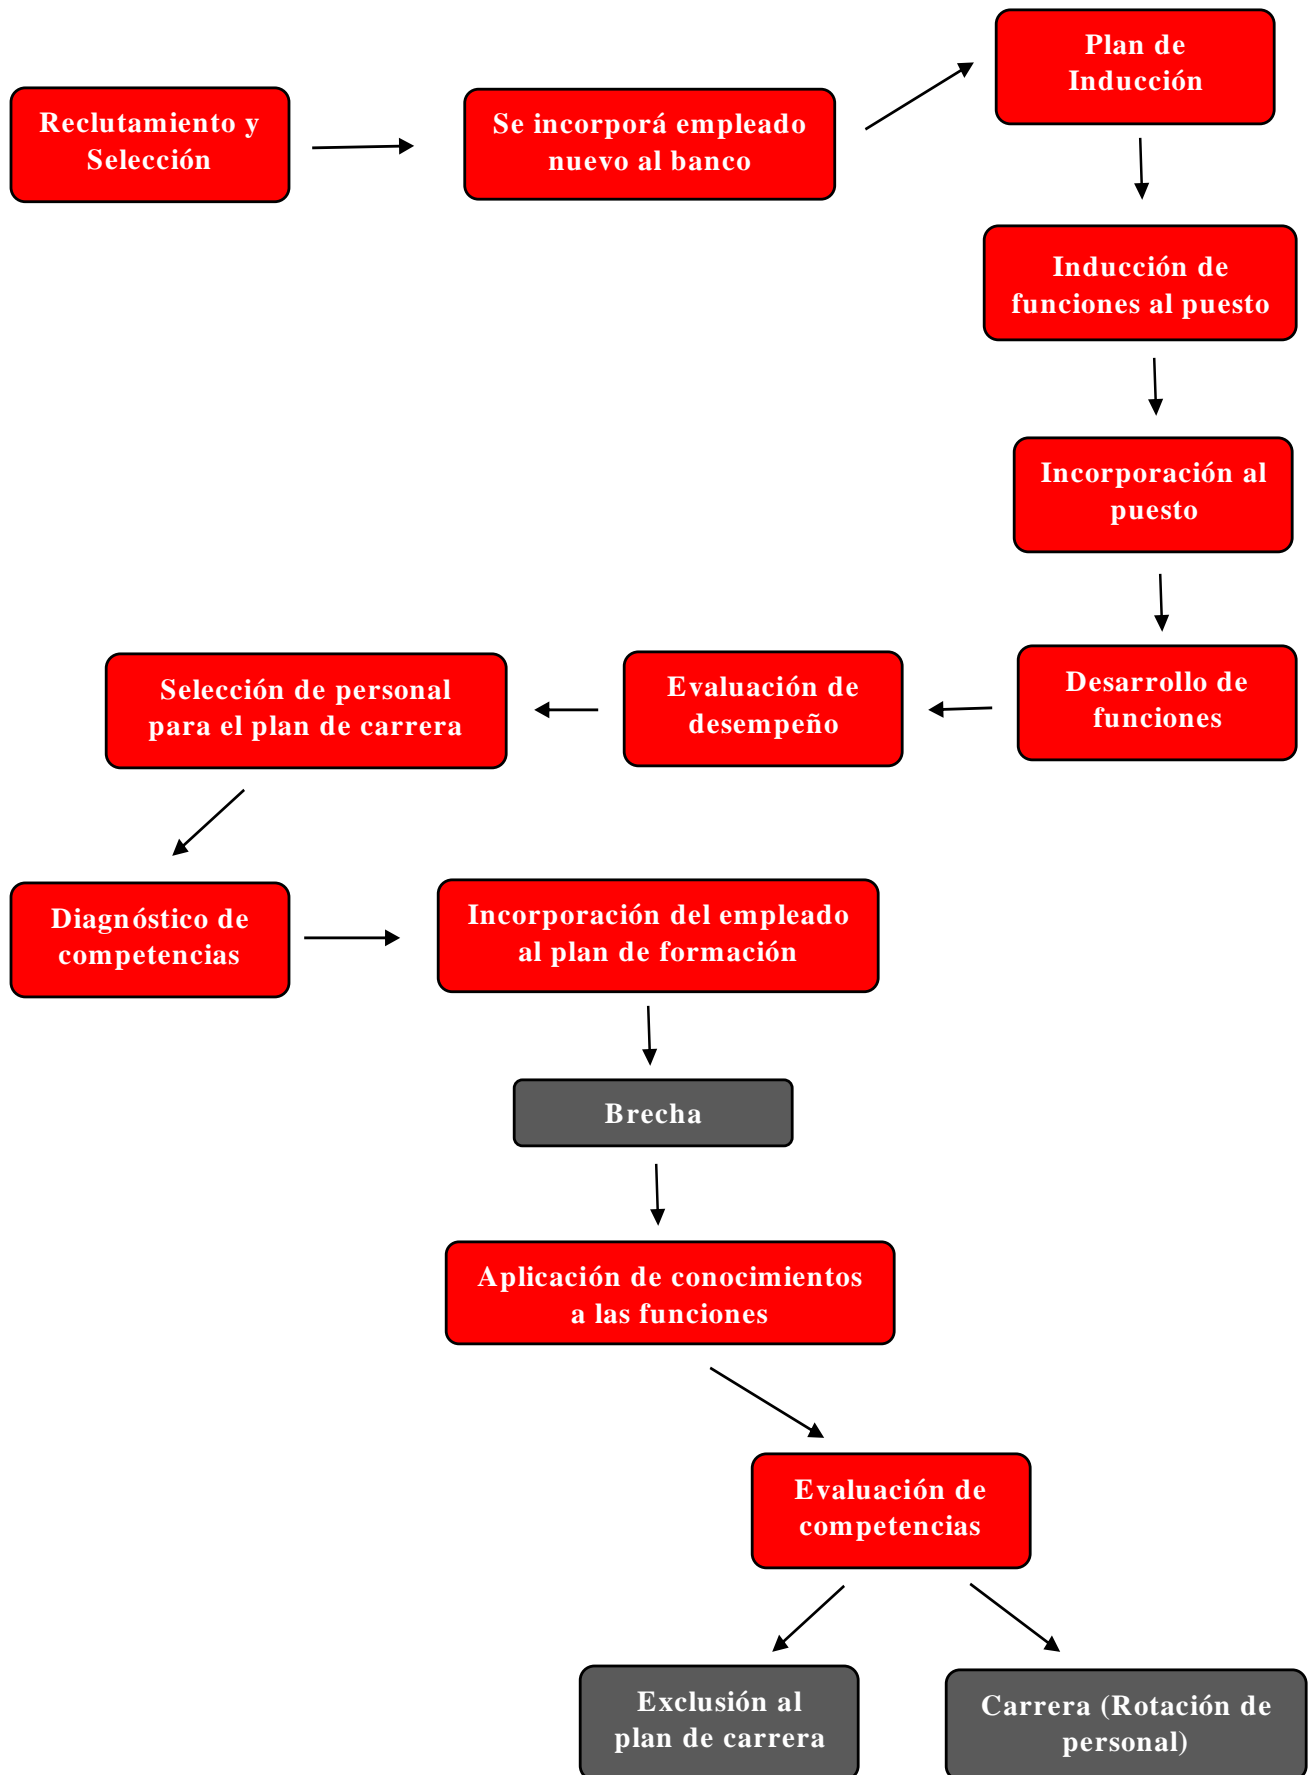 Reclutamiento y
Selección
Se incorporá empleado
nuevo al banco
Plan de
Inducción
Inducción de
funciones al puesto
Incorporación al
puesto
Desarrollo de
funciones
Evaluación de
desempeño
Selección de personal
para el plan de carrera
Diagnóstico de
competencias
Incorporación del empleado
al plan de formación
Brecha
Aplicación de conocimientos
a las funciones
Evaluación de
competencias
Exclusión al
plan de carrera
Carrera (Rotación de
personal)